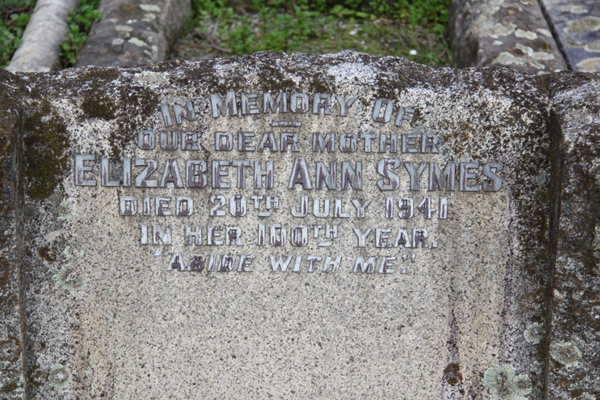 IN MEMORY OF
OUR DEAR MOTHER
ELIZABETH ANN SYMES
DIED 20TH JULY 1941
IN HER 100TH YEAR.
"ABIDE WITH ME."